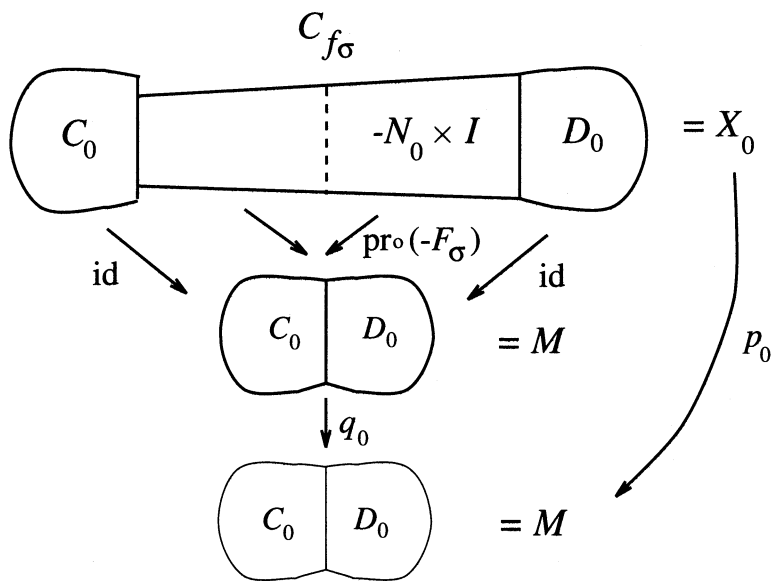 C_{f_σ}
C_0 -N_0 × I D_0 = X_0
pr∘(-F_σ)
id id
C_0 D_0 = M p_0
q_0
C_0 D_0 = M